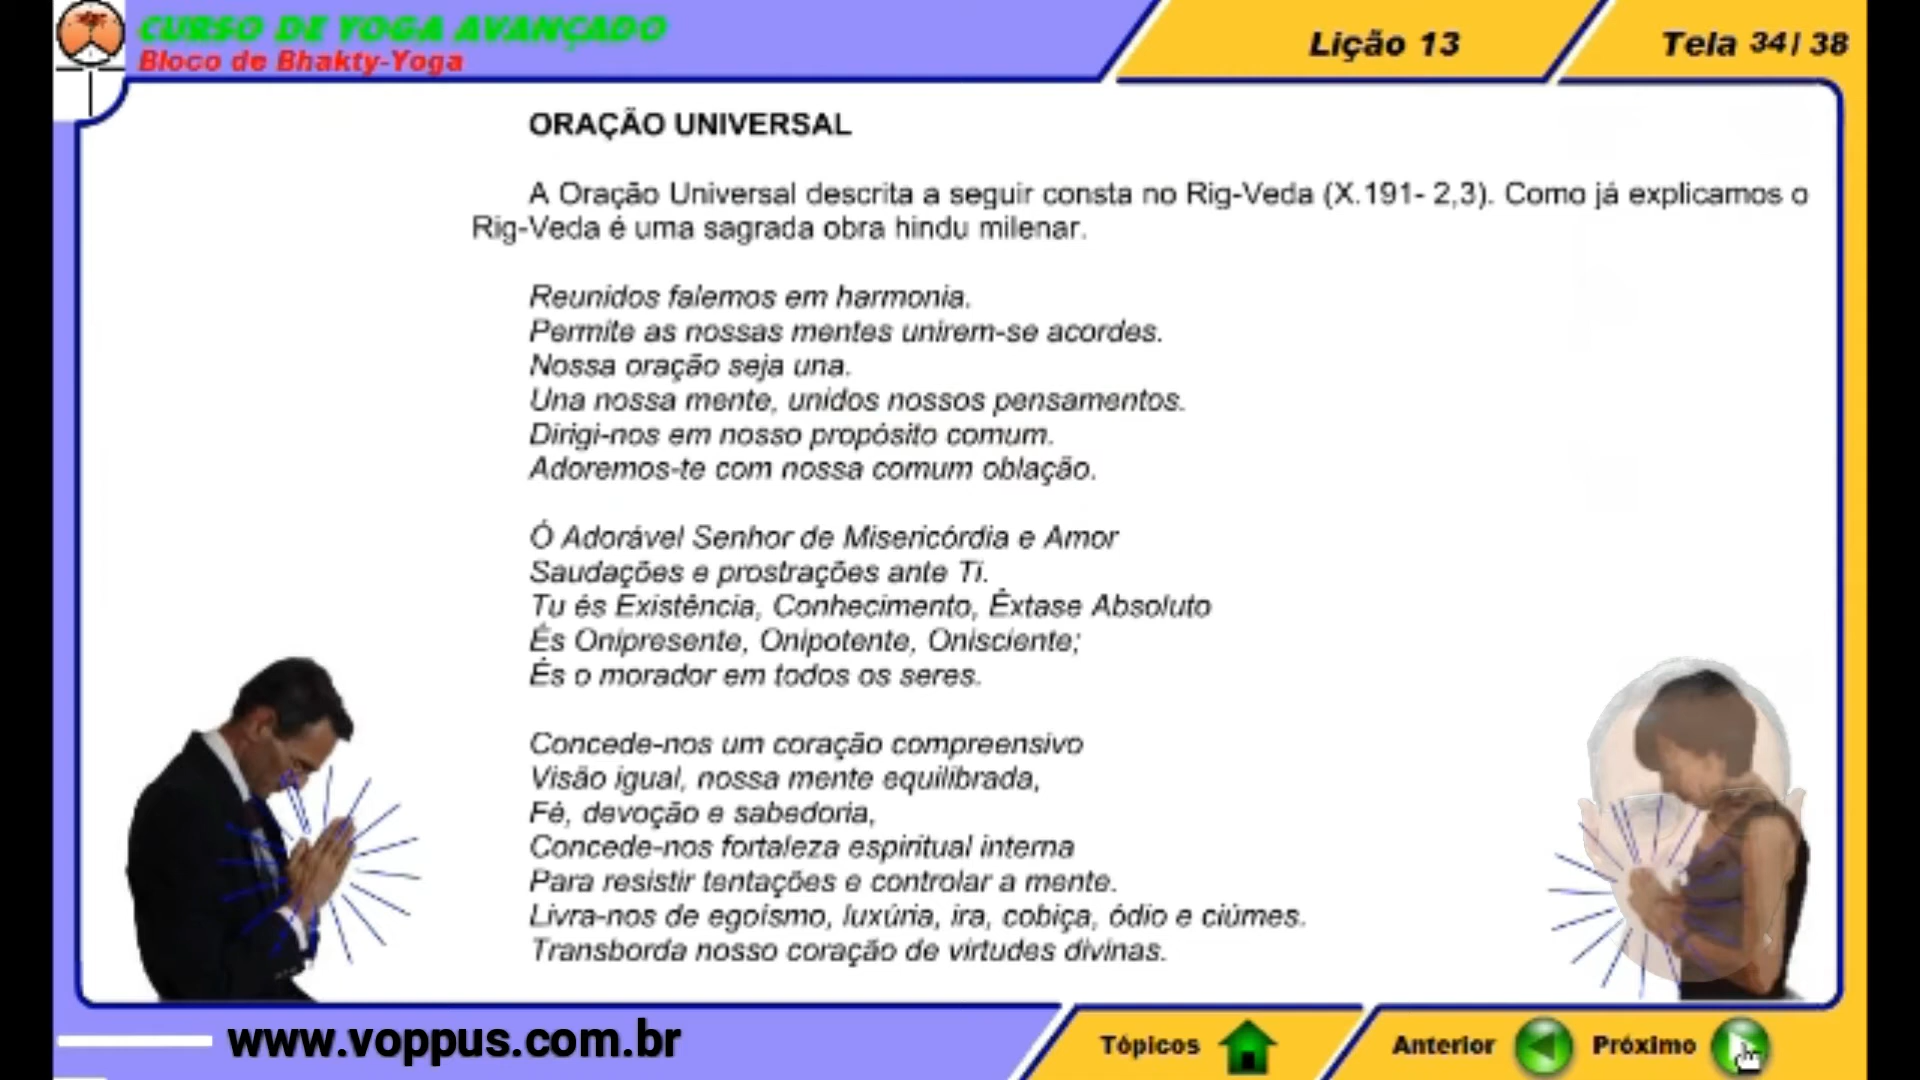 CURSO DE YOGA AVANÇADO
Bloco de Bhakty-Yoga
Lição 13
Tela 34/ 38
ORAÇÃO UNIVERSAL
A Oração Universal descrita a seguir consta no Rig-Veda (X.191- 2,3). Como já explicamos o
Rig-Veda é uma sagrada obra hindu milenar.
Reunidos falemos em harmonia.
Permite as nossas mentes unirem-se acordes.
Nossa oração seja una.
Una nossa mente, unidos nossos pensamentos.
Dirigi-nos em nosso propósito comum.
Adoremos-te com nossa comum oblação.
Ó Adorável Senhor de Misericórdia e Amor
Saudações e prostrações ante Ti.
Tu és Existência, Conhecimento, Êxtase Absoluto
És Onipresente, Onipotente, Onisciente;
És o morador em todos os seres.
Concede-nos um coração compreensivo
Visão igual, nossa mente equilibrada,
Fé, devoção e sabedoria,
Concede-nos fortaleza espiritual interna
Para resistir tentações e controlar a mente.
Livra-nos de egoísmo, luxúria, ira, cobiça, ódio e ciúmes.
Transborda nosso coração de virtudes divinas.
www.voppus.com.br
Tópicos
Anterior
Próximo